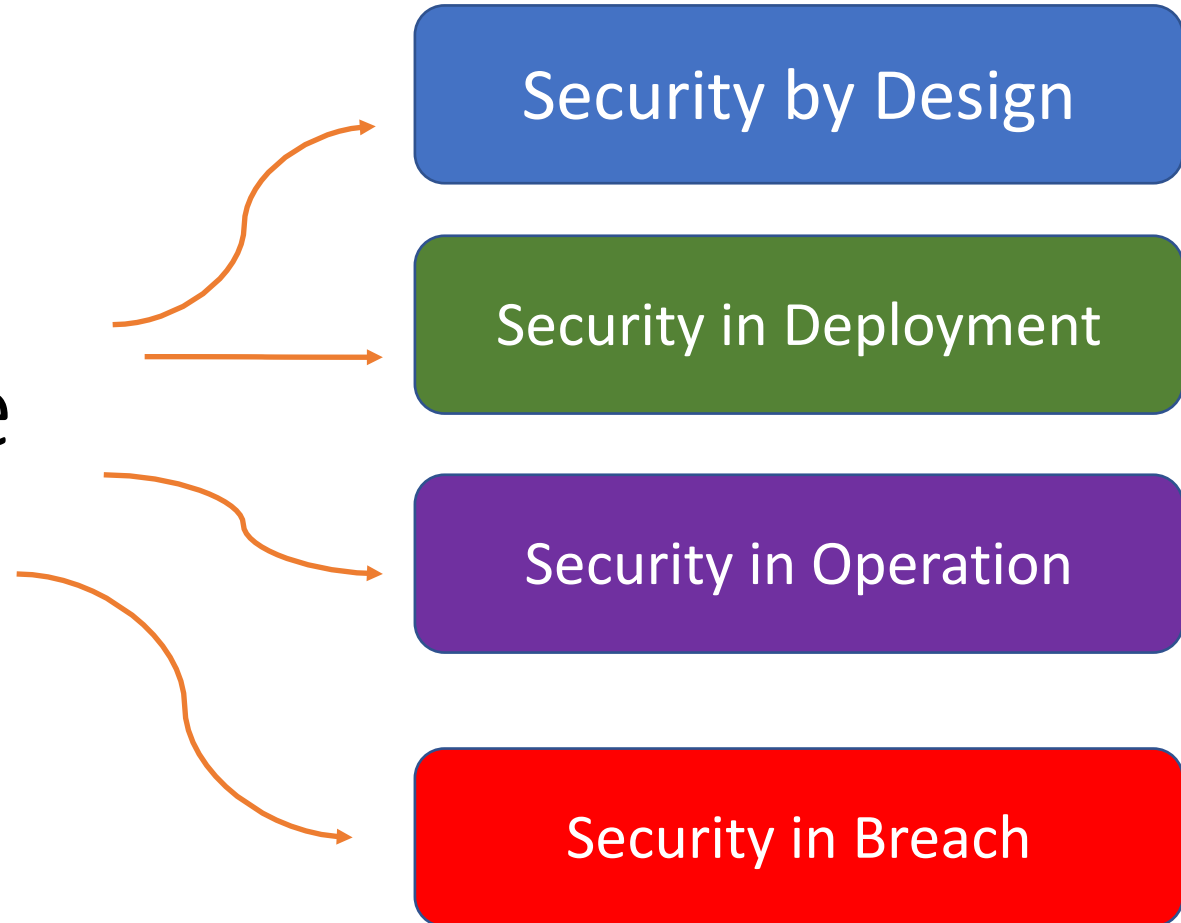 Security by Design
Security in Deployment
e
Security in Operation
Security in Breach